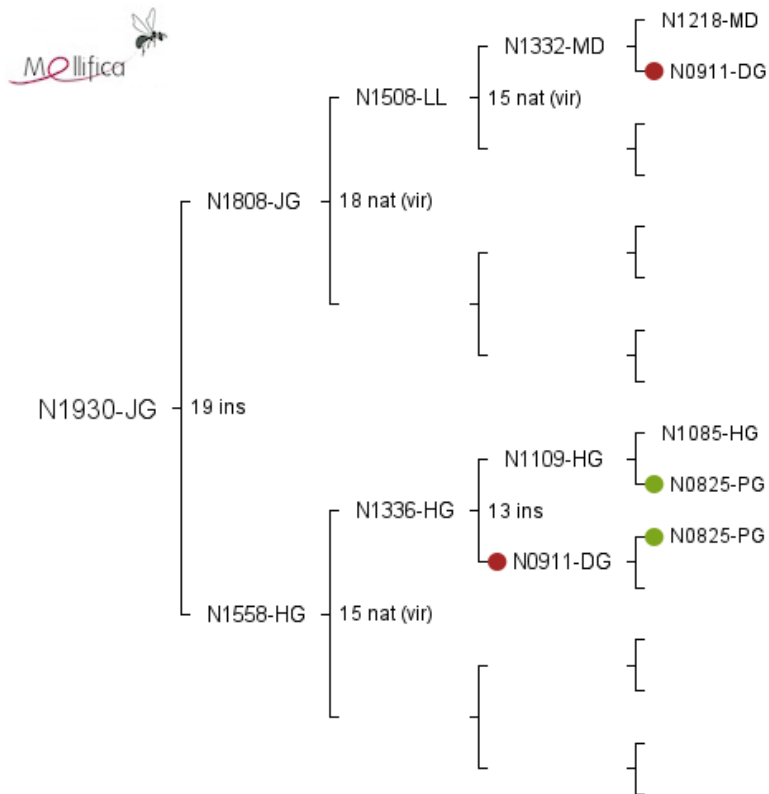 Mellifica
N1218-MD
N1332-MD
N0911-DG
N1508-LL
15 nat (vir)
N1808-JG
18 nat (vir)
N1930-JG
19 ins
N1085-HG
N1109-HG
N0825-PG
N1336-HG
13 ins
N0825-PG
N0911-DG
N1558-HG
15 nat (vir)